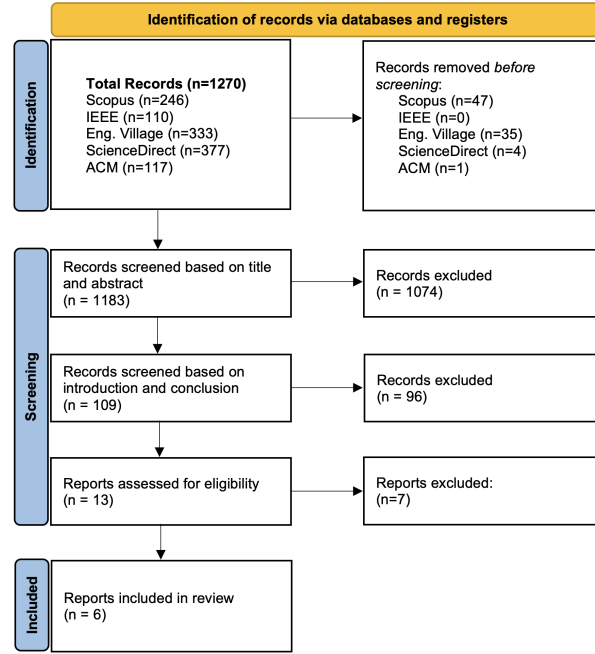 Identification of records via databases and registers
Identification
Total Records (n=1270)
Scopus (n=246)
IEEE (n=110)
Eng. Village (n=333)
ScienceDirect (n=377)
ACM (n=117)
Records removed before
screening:
Scopus (n=47)
IEEE (n=0)
Eng. Village (n=35)
ScienceDirect (n=4)
ACM (n=1)
Screening
Records screened based on title
and abstract
(n = 1183)
Records excluded
(n = 1074)
Records screened based on
introduction and conclusion
(n = 109)
Records excluded
(n = 96)
Reports assessed for eligibility
(n = 13)
Reports excluded:
(n=7)
Included
Reports included in review
(n = 6)